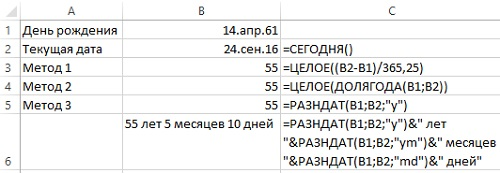 A B C
1 День рождения 14.апр.61
2 Текущая дата 24.сен.16 =СЕГОДНЯ()
3 Метод 1 55 =ЦЕЛОЕ((B2-B1)/365,25)
4 Метод 2 55 =ЦЕЛОЕ(ДОЛЯГОДА(B1;B2))
5 Метод 3 55 =РАЗНДАТ(B1;B2;"y")
55 лет 5 месяцев 10 дней =РАЗНДАТ(B1;B2;"y")&" лет
"&РАЗНДАТ(B1;B2;"ym")&" месяцев
6 "&РАЗНДАТ(B1;B2;"md")&" дней"